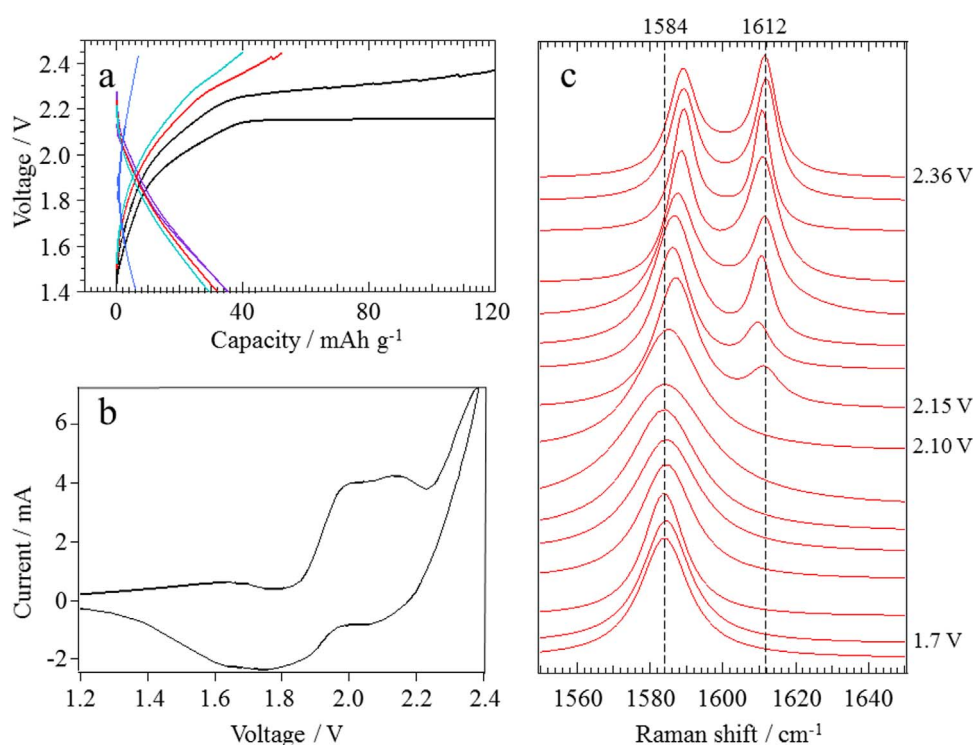 a
2.4
2.2
2.0
1.8
1.6
1.4
Voltage / V
0
40
80
120
Capacity / mAh g⁻¹
b
6
4
2
0
-2
Current / mA
1.2
1.4
1.6
1.8
2.0
2.2
2.4
Voltage / V
1584
1612
c
2.36 V
2.15 V
2.10 V
1.7 V
1560
1580
1600
1620
1640
Raman shift / cm⁻¹